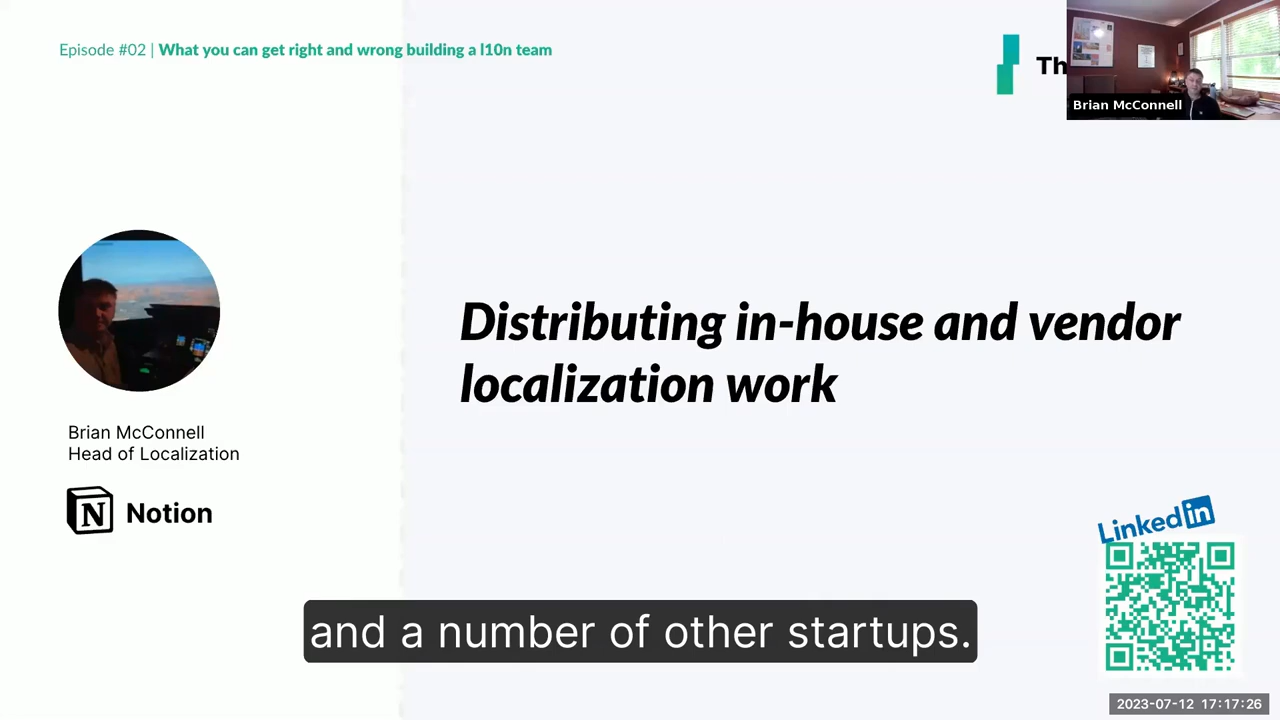 Episode #02 | What you can get right and wrong building a l10n team
Th
Brian McConnell
Distributing in-house and vendor
localization work
Brian McConnell
Head of Localization
N Notion
Linked in
and a number of other startups.
2023-07-12 17:17:26